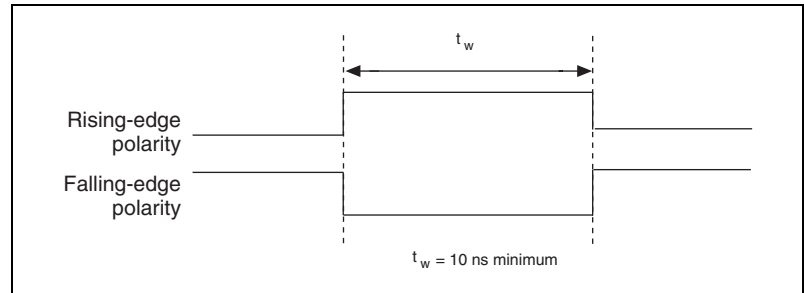 t w
Rising-edge
polarity
Falling-edge
polarity
t w = 10 ns minimum